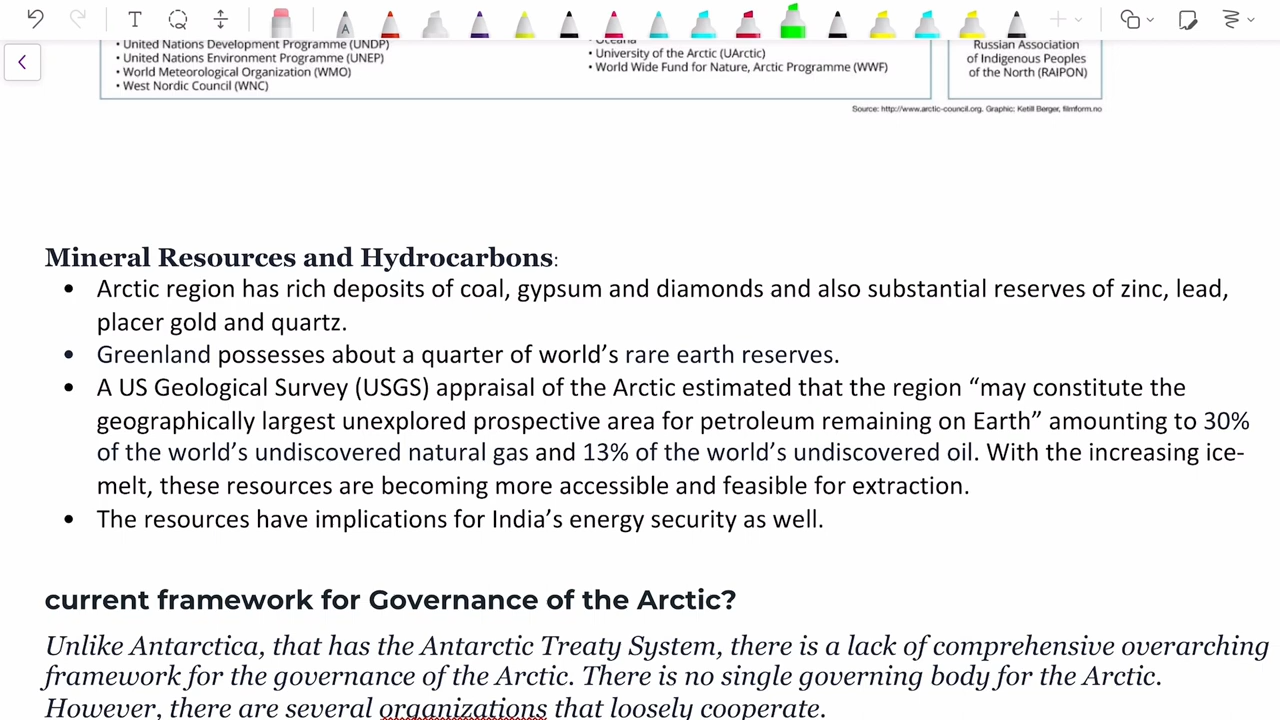 • United Nations Development Programme (UNDP)
• United Nations Environment Programme (UNEP)
• World Meteorological Organization (WMO)
• West Nordic Council (WNC)
• Oceana
• University of the Arctic (UArctic)
• World Wide Fund for Nature, Arctic Programme (WWF)
Russian Association
of Indigenous Peoples
of the North (RAIPON)
Source: http://www.arctic-council.org. Graphic: Ketill Berger, filmform.no
Mineral Resources and Hydrocarbons:
• Arctic region has rich deposits of coal, gypsum and diamonds and also substantial reserves of zinc, lead,
placer gold and quartz.
• Greenland possesses about a quarter of world’s rare earth reserves.
• A US Geological Survey (USGS) appraisal of the Arctic estimated that the region “may constitute the
geographically largest unexplored prospective area for petroleum remaining on Earth” amounting to 30%
of the world’s undiscovered natural gas and 13% of the world’s undiscovered oil. With the increasing ice-
melt, these resources are becoming more accessible and feasible for extraction.
• The resources have implications for India’s energy security as well.
current framework for Governance of the Arctic?
Unlike Antarctica, that has the Antarctic Treaty System, there is a lack of comprehensive overarching
framework for the governance of the Arctic. There is no single governing body for the Arctic.
However, there are several organizations that loosely cooperate.